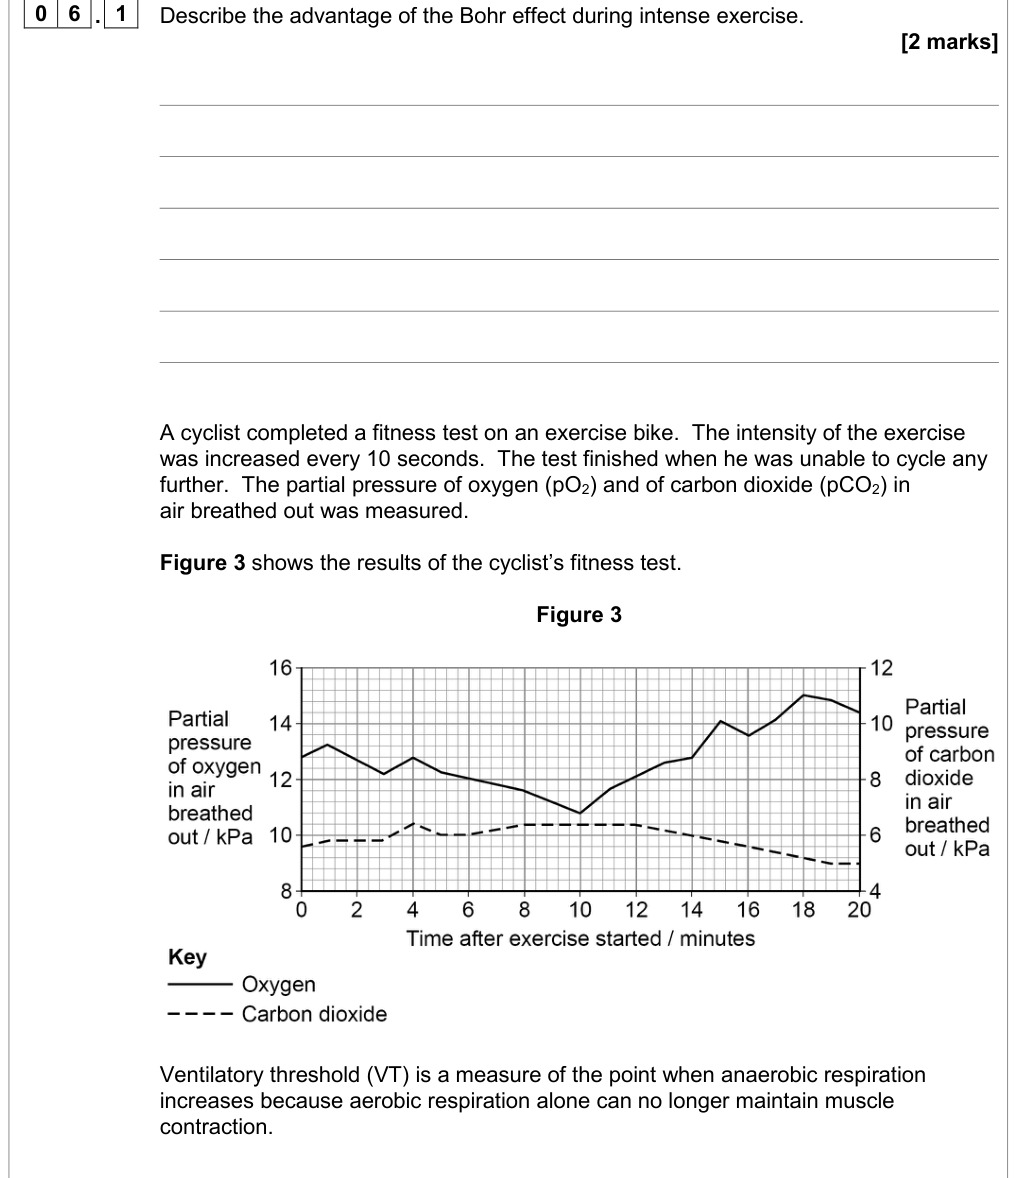 0 6 . 1 Describe the advantage of the Bohr effect during intense exercise.
[2 marks]
A cyclist completed a fitness test on an exercise bike. The intensity of the exercise
was increased every 10 seconds. The test finished when he was unable to cycle any
further. The partial pressure of oxygen (pO₂) and of carbon dioxide (pCO₂) in
air breathed out was measured.
Figure 3 shows the results of the cyclist's fitness test.
Figure 3
Partial
pressure
of oxygen
in air
breathed
out / kPa
16
14
12
10
8
12
10
8
6
4
Partial
pressure
of carbon
dioxide
in air
breathed
out / kPa
0 2 4 6 8 10 12 14 16 18 20
Time after exercise started / minutes
Key
Oxygen
Carbon dioxide
Ventilatory threshold (VT) is a measure of the point when anaerobic respiration
increases because aerobic respiration alone can no longer maintain muscle
contraction.